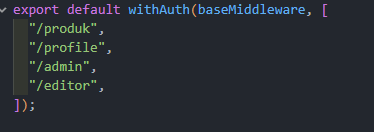 export default withAuth(baseMiddleware, [
"/produk",
"/profile",
"/admin",
"/editor",
]);